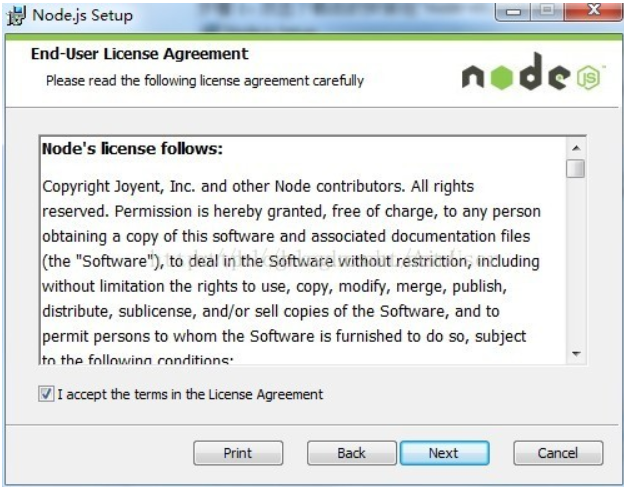 Node.js Setup
End-User License Agreement
Please read the following license agreement carefully
node JS
Node's license follows:
Copyright Joyent, Inc. and other Node contributors. All rights
reserved. Permission is hereby granted, free of charge, to any person
obtaining a copy of this software and associated documentation files
(the "Software"), to deal in the Software without restriction, including
without limitation the rights to use, copy, modify, merge, publish,
distribute, sublicense, and/or sell copies of the Software, and to
permit persons to whom the Software is furnished to do so, subject
to the following conditions:
I accept the terms in the License Agreement
Print
Back
Next
Cancel